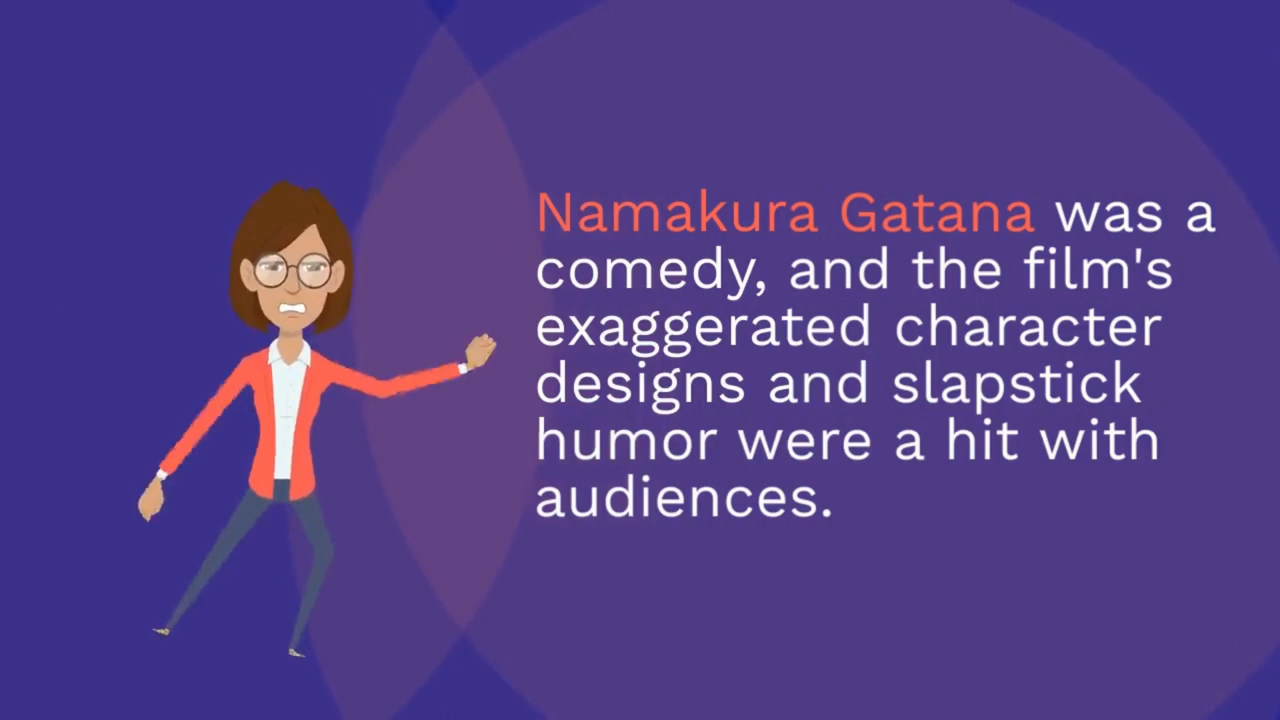 Namakura Gatana was a
comedy, and the film's
exaggerated character
designs and slapstick
humor were a hit with
audiences.